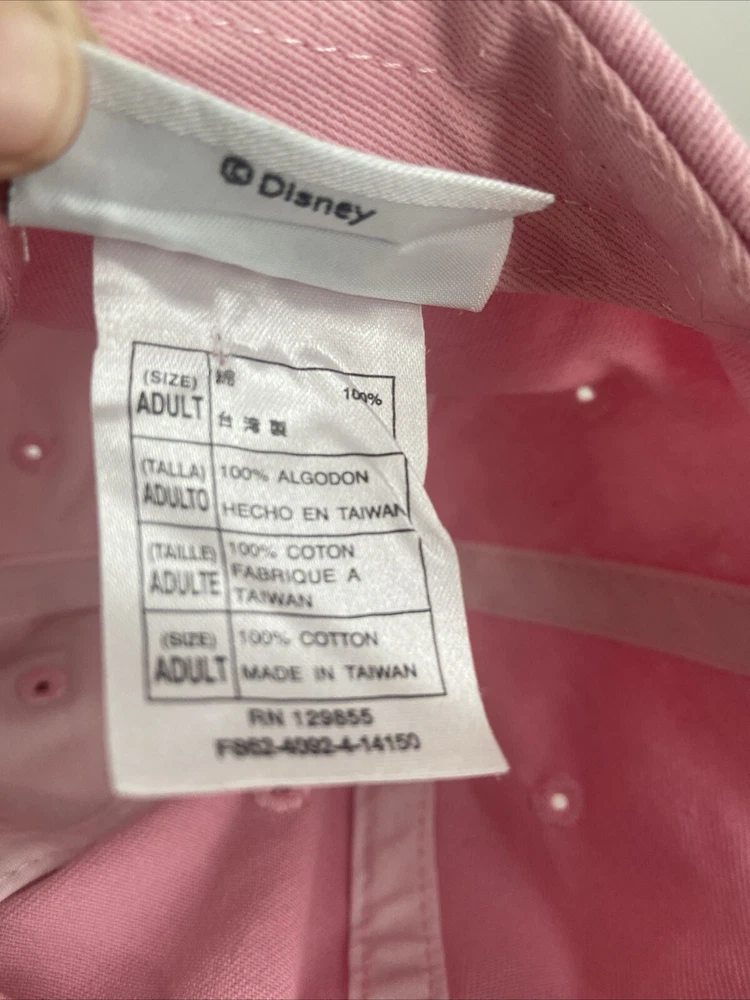 © Disney
(SIZE) 綿 100%
ADULT 台湾製
(TALLA) 100% ALGODON
ADULTO HECHO EN TAIWAN
(TAILLE) 100% COTON
ADULTE FABRIQUE A
TAIWAN
(SIZE) 100% COTTON
ADULT MADE IN TAIWAN
RN 129855
FS62-4092-4-14150